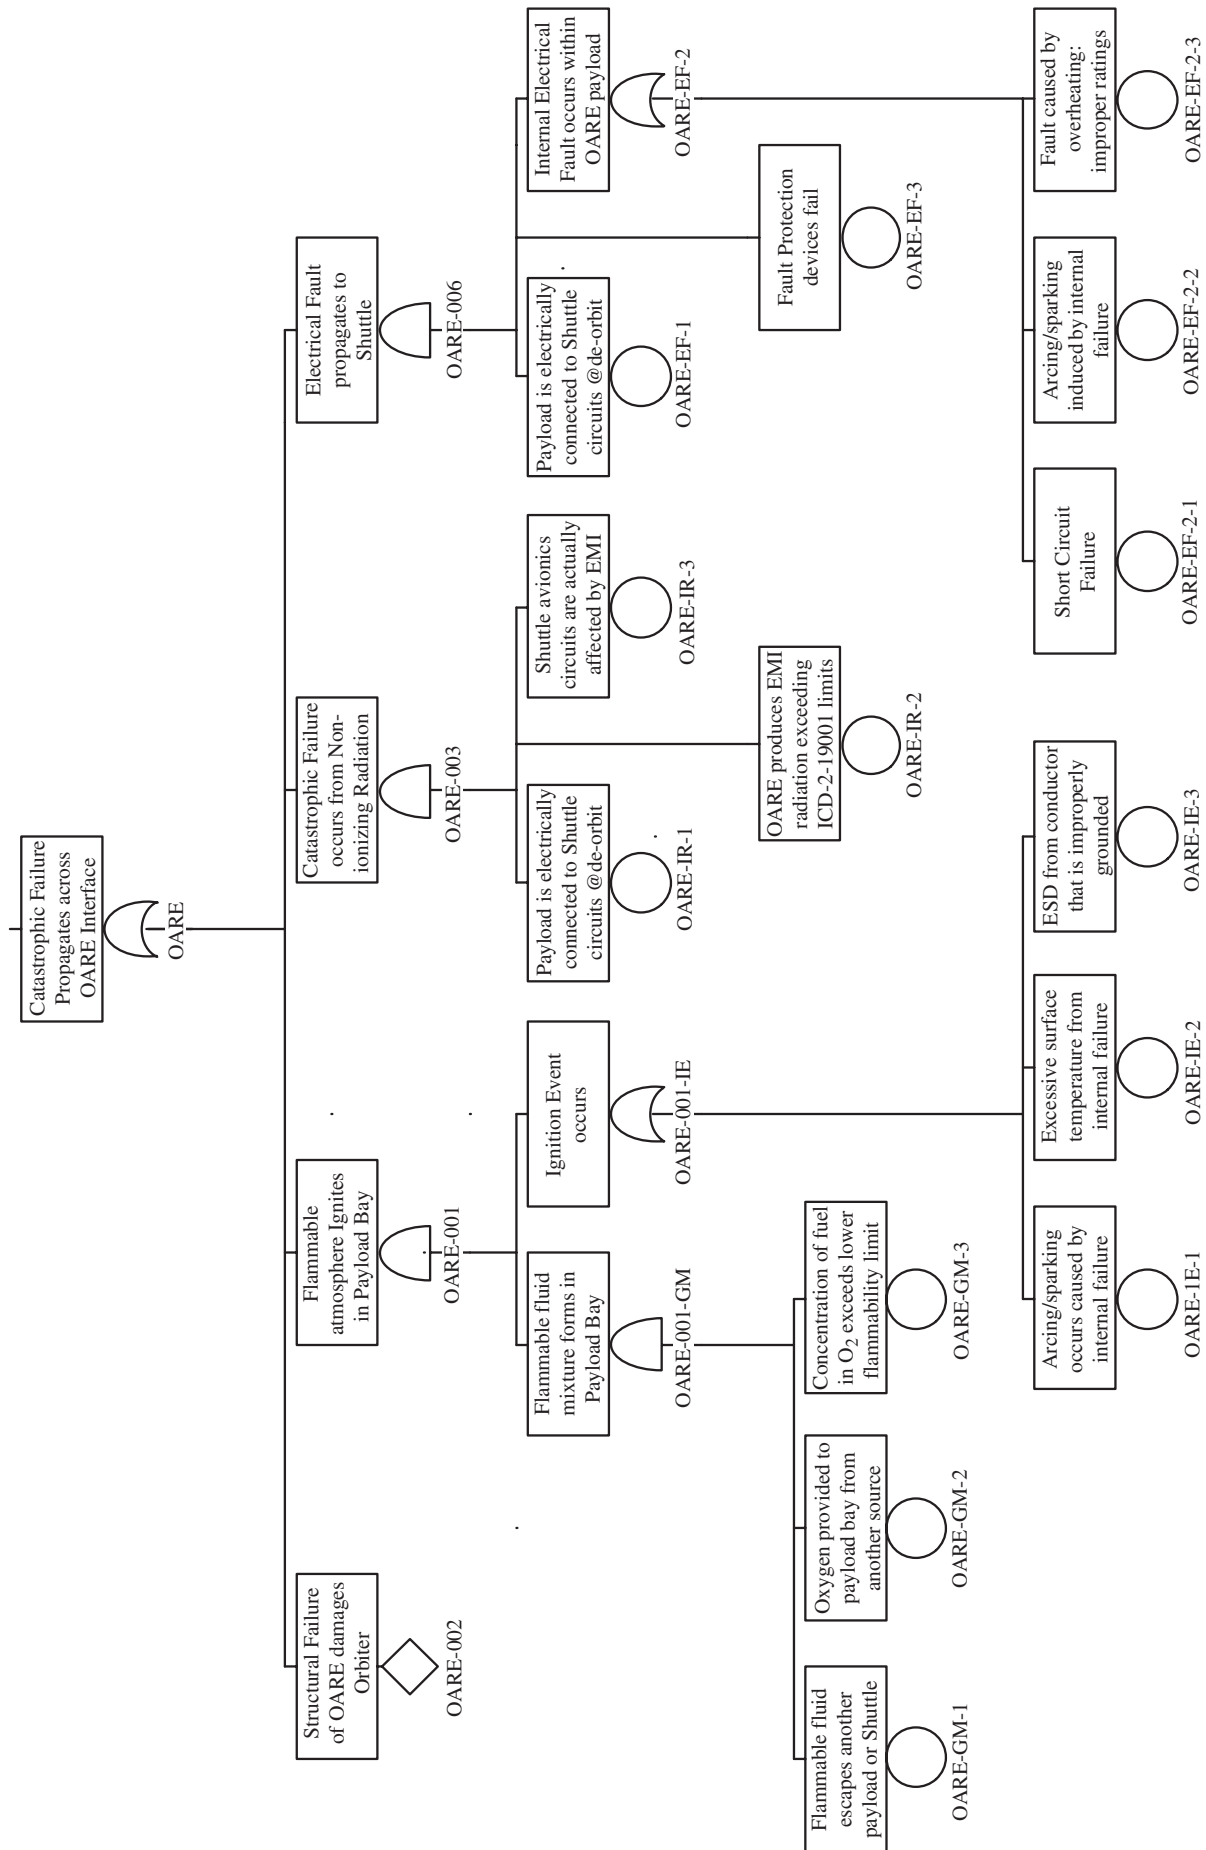 Catastrophic Failure
Propagates across
OARE Interface
OARE
Structural Failure
of OARE damages
Orbiter
OARE-002
Flammable
atmosphere Ignites
in Payload Bay
OARE-001
Catastrophic Failure
occurs from Non-
ionizing Radiation
OARE-003
Electrical Fault
propagates to
Shuttle
OARE-006
Flammable fluid
mixture forms in
Payload Bay
OARE-001-GM
Ignition Event
occurs
OARE-001-IE
Payload is electrically
connected to Shuttle
circuits @de-orbit
OARE-IR-1
Shuttle avionics
circuits are actually
affected by EMI
OARE-IR-3
Payload is electrically
connected to Shuttle
circuits @de-orbit
OARE-EF-1
Internal Electrical
Fault occurs within
OARE payload
OARE-EF-2
OARE produces EMI
radiation exceeding
ICD-2-19001 limits
OARE-IR-2
Fault Protection
devices fail
OARE-EF-3
Flammable fluid
escapes another
payload or Shuttle
OARE-GM-1
Oxygen provided to
payload bay from
another source
OARE-GM-2
Concentration of fuel
in O₂ exceeds lower
flammability limit
OARE-GM-3
Arcing/sparking
occurs caused by
internal failure
OARE-1E-1
Excessive surface
temperature from
internal failure
OARE-IE-2
ESD from conductor
that is improperly
grounded
OARE-IE-3
Short Circuit
Failure
OARE-EF-2-1
Arcing/sparking
induced by internal
failure
OARE-EF-2-2
Fault caused by
overheating:
improper ratings
OARE-EF-2-3